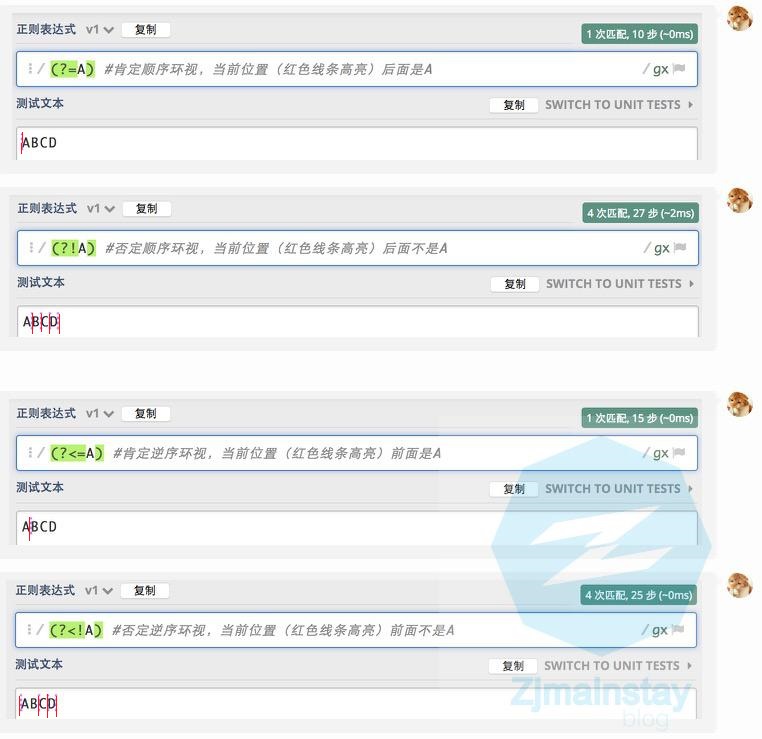 正则表达式 v1 复制 1 次匹配, 10 步 (~0ms)
/ (?=A) #肯定顺序环视，当前位置（红色线条高亮）后面是A / gx
测试文本 复制 SWITCH TO UNIT TESTS
ABCD
正则表达式 v1 复制 4 次匹配, 27 步 (~2ms)
/ (?!A) #否定顺序环视，当前位置（红色线条高亮）后面不是A / gx
测试文本 复制 SWITCH TO UNIT TESTS
ABCD
正则表达式 v1 复制 1 次匹配, 15 步 (~0ms)
/ (?<=A) #肯定逆序环视，当前位置（红色线条高亮）前面是A / gx
测试文本 复制 SWITCH TO UNIT TESTS
ABCD
正则表达式 v1 复制 4 次匹配, 25 步 (~0ms)
/ (?<!A) #否定逆序环视，当前位置（红色线条高亮）前面不是A / gx
测试文本 复制 SWITCH TO UNIT TESTS
ABCD
Zjmainstay
blog